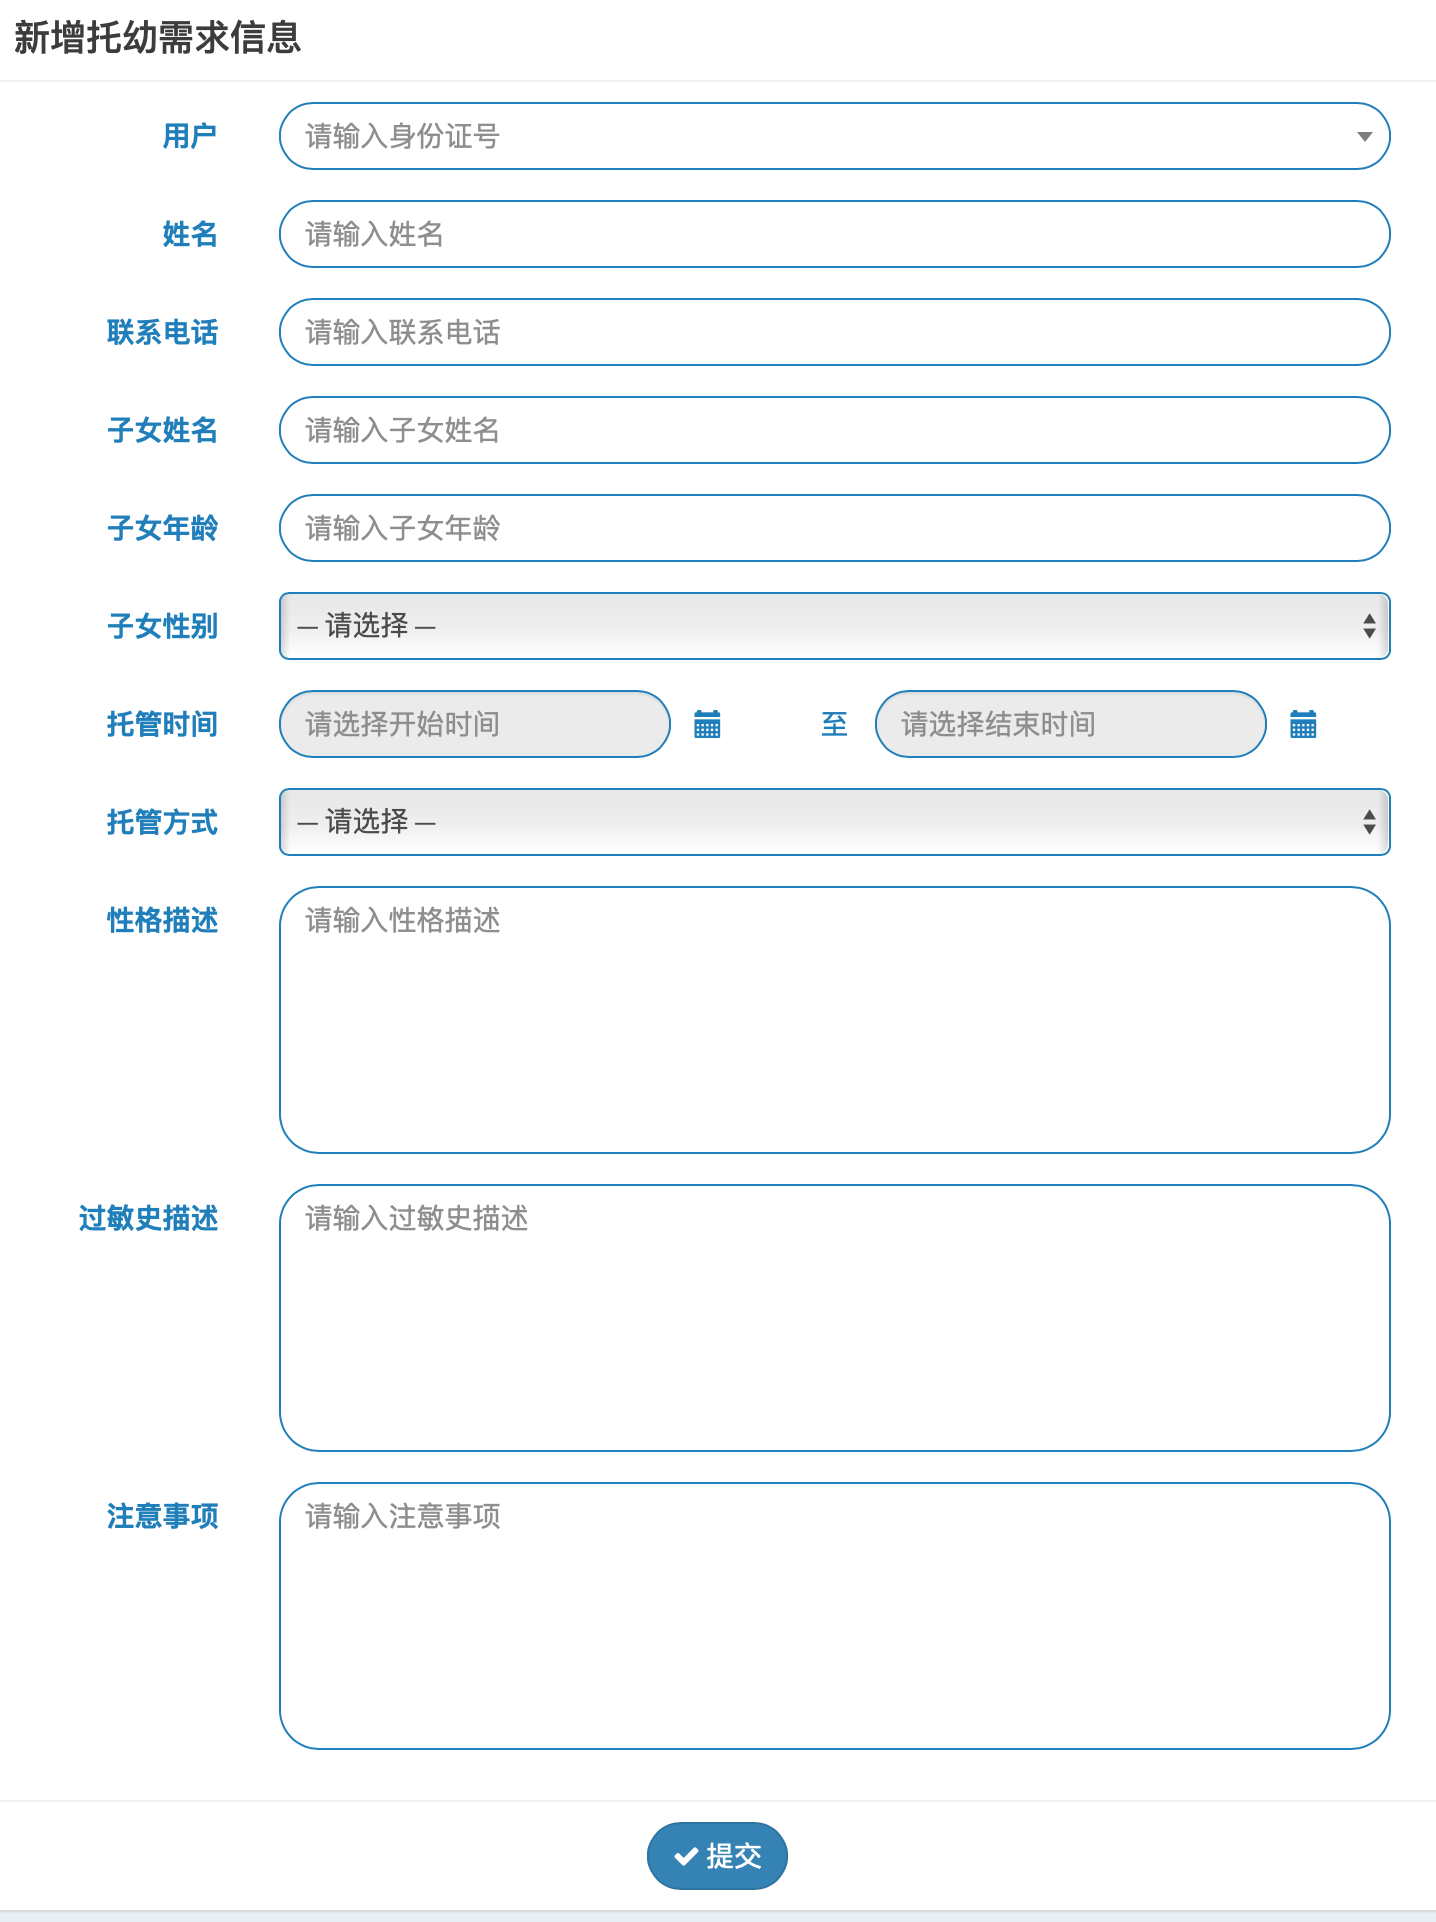 新增托幼需求信息
用户 请输入身份证号
姓名 请输入姓名
联系电话 请输入联系电话
子女姓名 请输入子女姓名
子女年龄 请输入子女年龄
子女性别 — 请选择 —
托管时间 请选择开始时间 至 请选择结束时间
托管方式 — 请选择 —
性格描述 请输入性格描述
过敏史描述 请输入过敏史描述
注意事项 请输入注意事项
提交